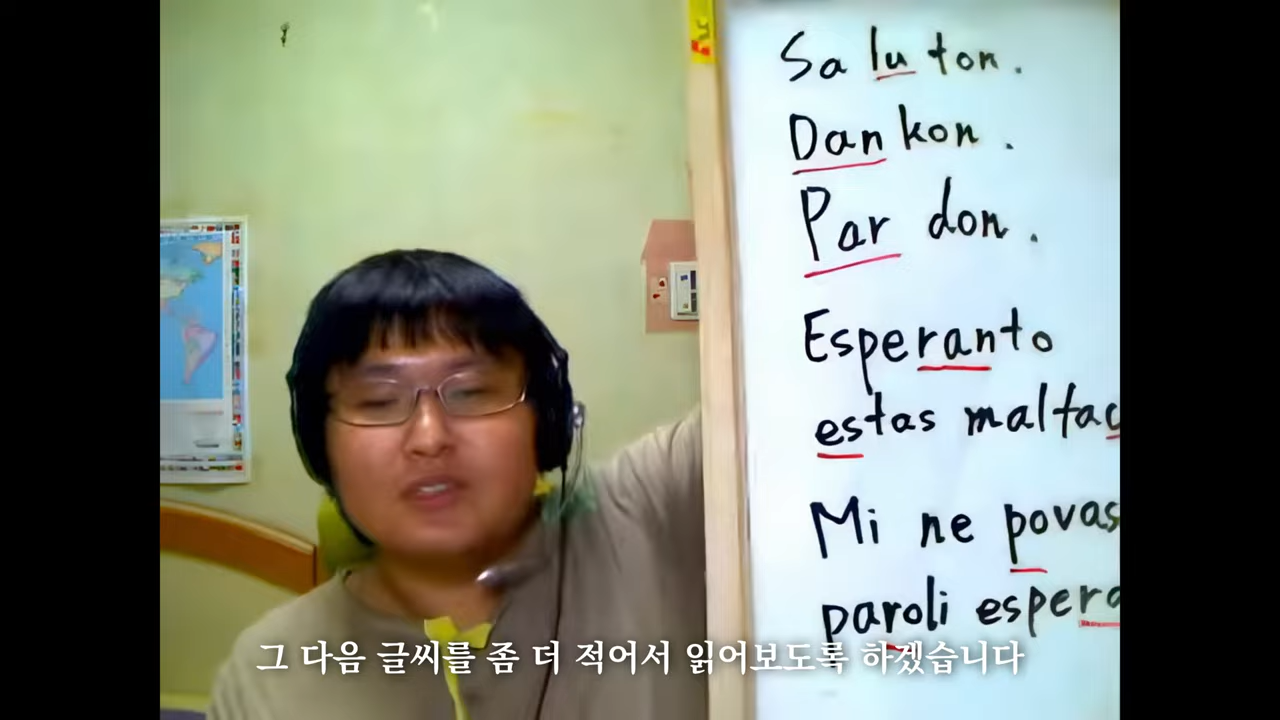 Saluton.
Dankon.
Pardon.
Esperanto
estas malfac
Mi ne povas
paroli espera
그 다음 글씨를 좀 더 적어서 읽어보도록 하겠습니다